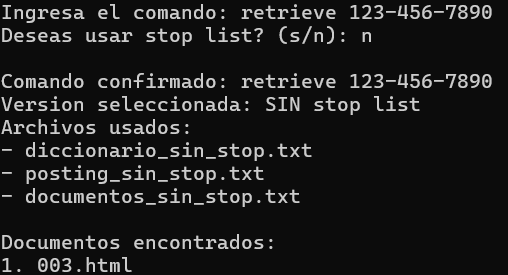 Ingresa el comando: retrieve 123-456-7890
Deseas usar stop list? (s/n): n
Comando confirmado: retrieve 123-456-7890
Version seleccionada: SIN stop list
Archivos usados:
- diccionario_sin_stop.txt
- posting_sin_stop.txt
- documentos_sin_stop.txt
Documentos encontrados:
1. 003.html